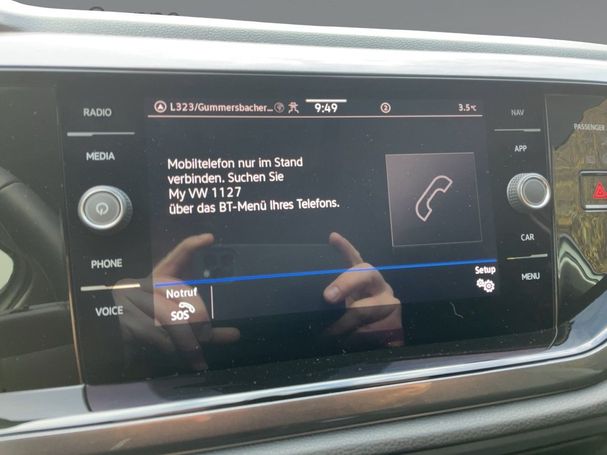 RADIO
MEDIA
PHONE
VOICE
L323/Gummersbacher...
9:49
2
3.5°C
Mobiltelefon nur im Stand
verbinden. Suchen Sie
My VW 1127
über das BT-Menü Ihres Telefons.
Notruf
SOS
Setup
NAV
APP
CAR
MENU
PASSENGER